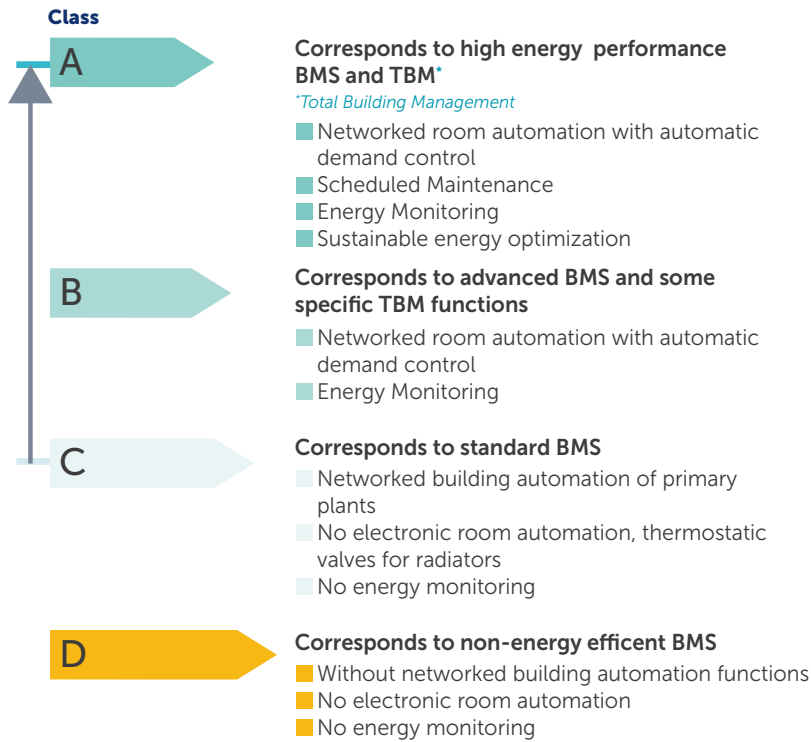 Class
A
Corresponds to high energy performance
BMS and TBM*
*Total Building Management
Networked room automation with automatic
demand control
Scheduled Maintenance
Energy Monitoring
Sustainable energy optimization
B
Corresponds to advanced BMS and some
specific TBM functions
Networked room automation with automatic
demand control
Energy Monitoring
C
Corresponds to standard BMS
Networked building automation of primary
plants
No electronic room automation, thermostatic
valves for radiators
No energy monitoring
D
Corresponds to non-energy efficent BMS
Without networked building automation functions
No electronic room automation
No energy monitoring